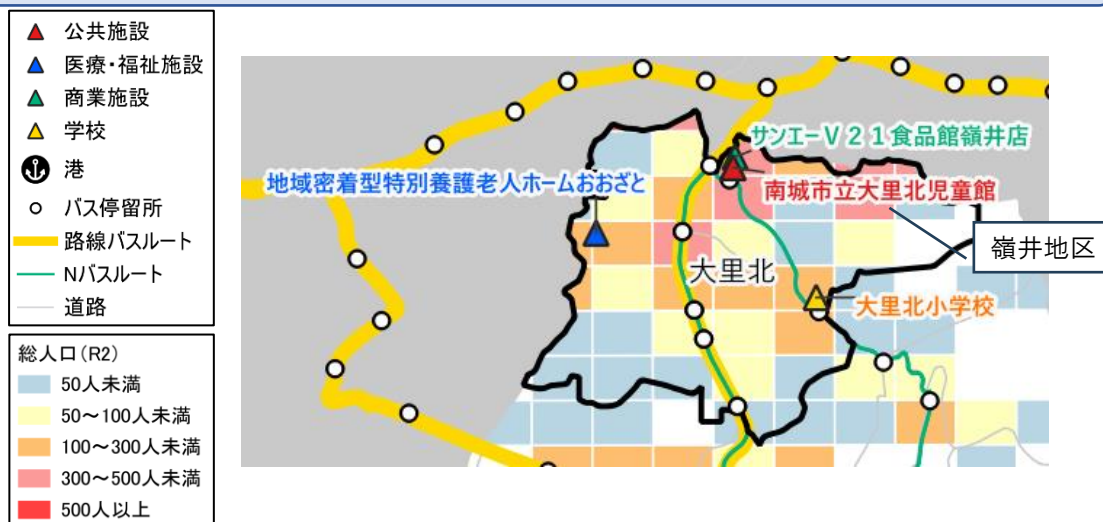 公共施設
医療・福祉施設
商業施設
学校
港
バス停留所
路線バスルート
Nバスルート
道路
総人口(R2)
50人未満
50～100人未満
100～300人未満
300～500人未満
500人以上
サンエーV21食品館嶺井店
地域密着型特別養護老人ホームおおざと
南城市立大里北児童館
嶺井地区
大里北
大里北小学校